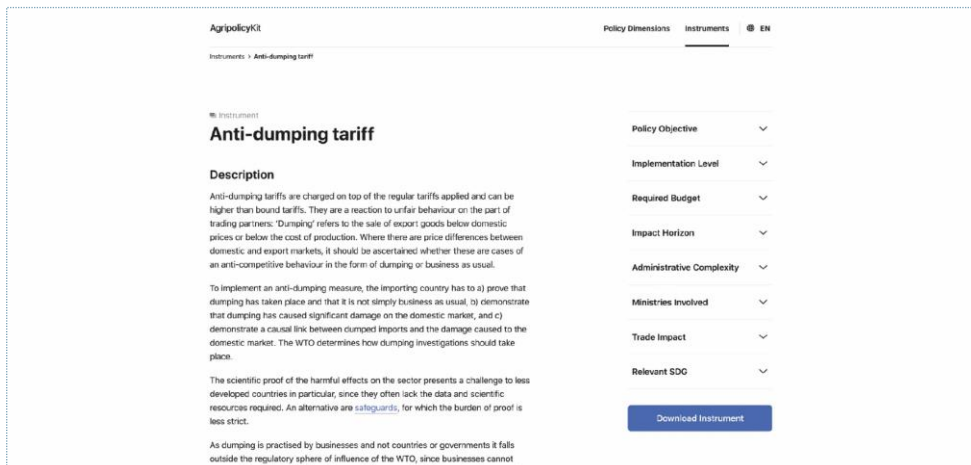 AgripolicyKit
Policy Dimensions Instruments EN
Instruments > Anti-dumping tariff
Instrument
Anti-dumping tariff
Description
Anti-dumping tariffs are charged on top of the regular tariffs applied and can be
higher than bound tariffs. They are a reaction to unfair behaviour on the part of
trading partners: 'Dumping' refers to the sale of export goods below domestic
prices or below the cost of production. Where there are price differences between
domestic and export markets, it should be ascertained whether these are cases of
an anti-competitive behaviour in the form of dumping or business as usual.
To implement an anti-dumping measure, the importing country has to a) prove that
dumping has taken place and that it is not simply business as usual, b) demonstrate
that dumping has caused significant damage on the domestic market, and c)
demonstrate a causal link between dumped imports and the damage caused to the
domestic market. The WTO determines how dumping investigations should take
place.
The scientific proof of the harmful effects on the sector presents a challenge to less
developed countries in particular, since they often lack the data and scientific
resources required. An alternative are safeguards, for which the burden of proof is
less strict.
As dumping is practised by businesses and not countries or governments it falls
outside the regulatory sphere of influence of the WTO, since businesses cannot
Policy Objective
Implementation Level
Required Budget
Impact Horizon
Administrative Complexity
Ministries Involved
Trade Impact
Relevant SDG
Download Instrument